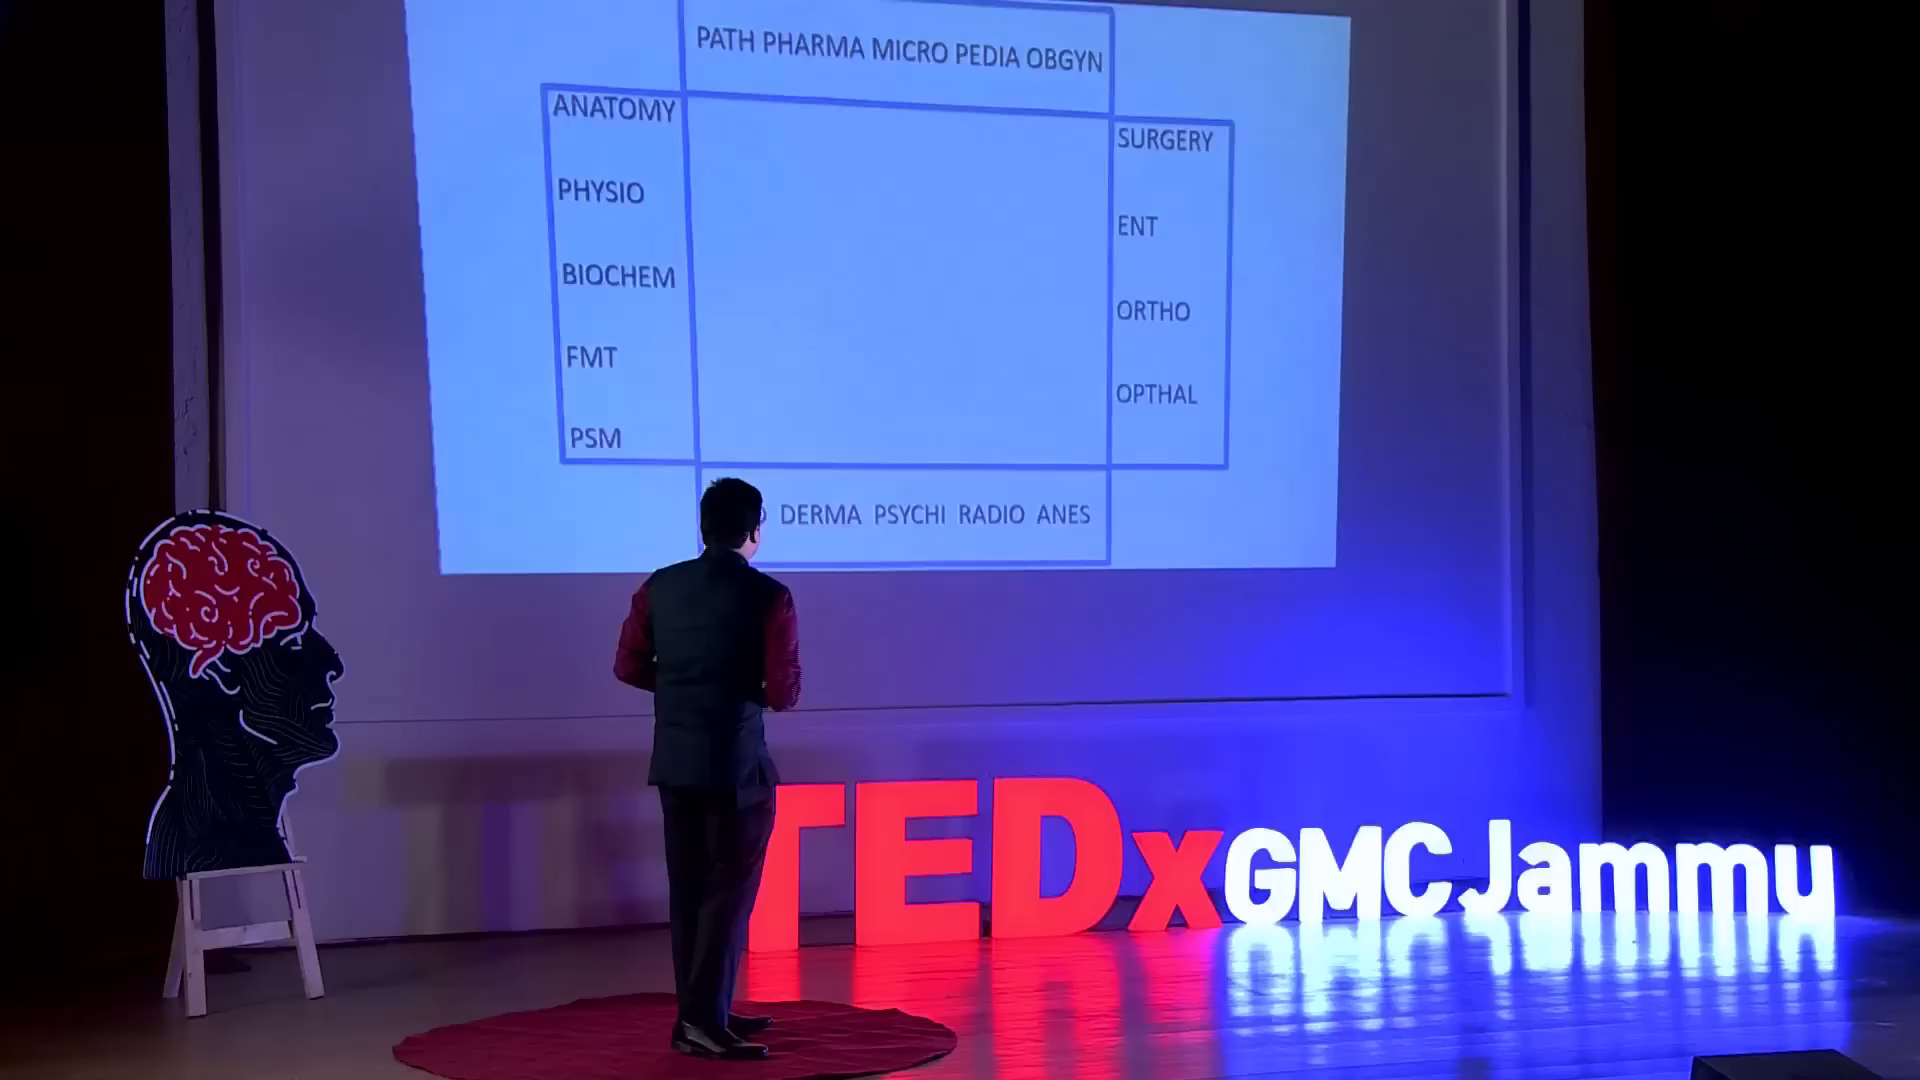 PATH PHARMA MICRO PEDIA OBGYN
ANATOMY
PHYSIO
BIOCHEM
FMT
PSM
SURGERY
ENT
ORTHO
OPTHAL
DERMA PSYCHI RADIO ANES
TEDxGMCJammu